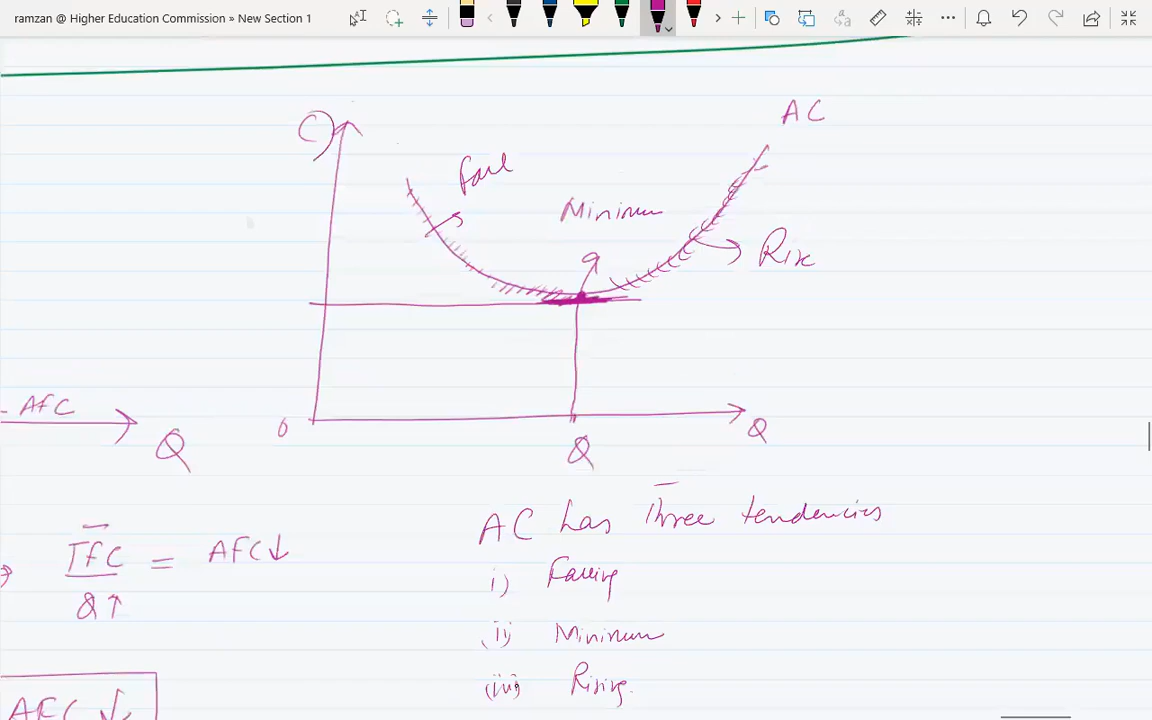 ramzan @ Higher Education Commission » New Section 1
AC
C
Fall
Minimum
Rise
AFC
Q
0
Q
Q
AC has three tendencies
TFC = AFC↓
Q↑
i) Falling
(ii) Minimum
(iii) Rising.
AFC ↓